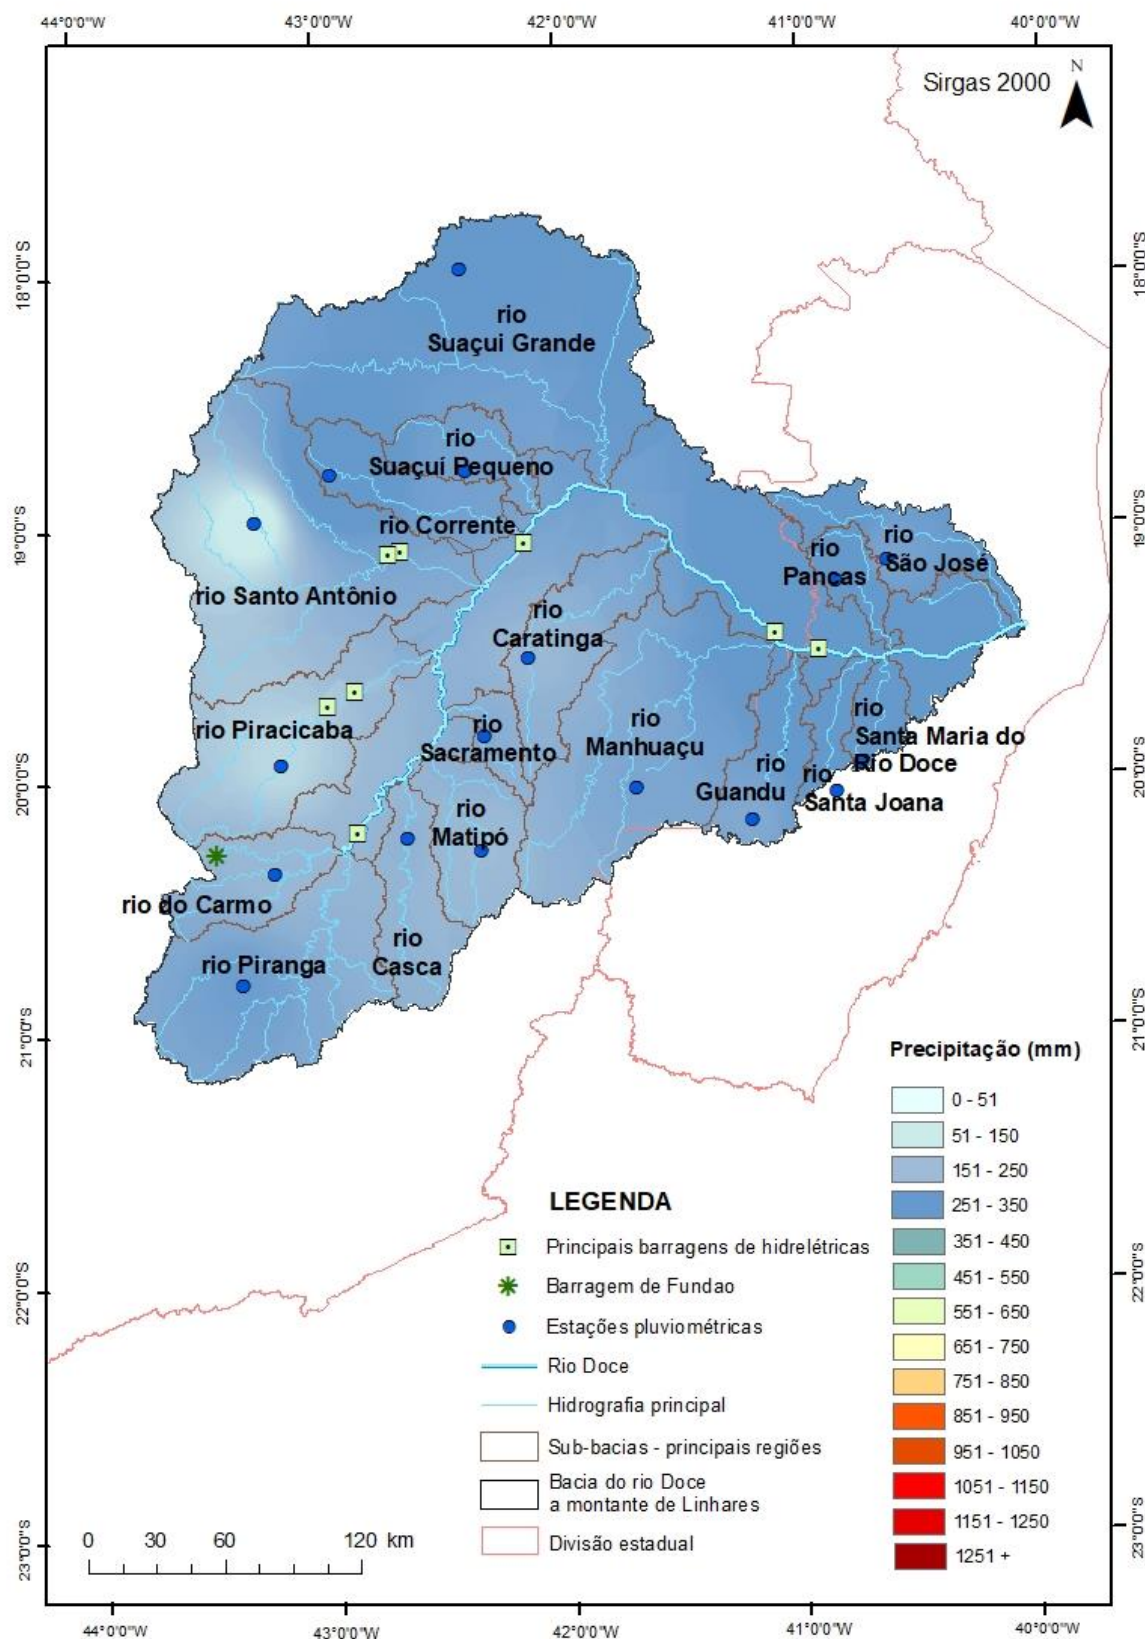 44°0'0"W 43°0'0"W 42°0'0"W 41°0'0"W 40°0'0"W
Sirgas 2000
N
18°0'0"S
18°0'0"S
19°0'0"S
19°0'0"S
20°0'0"S
20°0'0"S
21°0'0"S
21°0'0"S
22°0'0"S
22°0'0"S
23°0'0"S
23°0'0"S
rio
Suaçui Grande
rio
Suaçuí Pequeno
rio Corrente
rio Santo Antônio
rio
Caratinga
rio
Pancas
rio
São José
rio Piracicaba
rio
Sacramento
rio
Manhuaçu
rio
Guandu
rio
Santa Maria do
Rio Doce
rio
Santa Joana
rio
Matipó
rio do Carmo
rio
Casca
rio Piranga
LEGENDA
Principais barragens de hidrelétricas
Barragem de Fundao
Estações pluviométricas
Rio Doce
Hidrografia principal
Sub-bacias - principais regiões
Bacia do rio Doce
a montante de Linhares
Divisão estadual
Precipitação (mm)
0 - 51
51 - 150
151 - 250
251 - 350
351 - 450
451 - 550
551 - 650
651 - 750
751 - 850
851 - 950
951 - 1050
1051 - 1150
1151 - 1250
1251 +
0 30 60 120 km
44°0'0"W 43°0'0"W 42°0'0"W 41°0'0"W 40°0'0"W